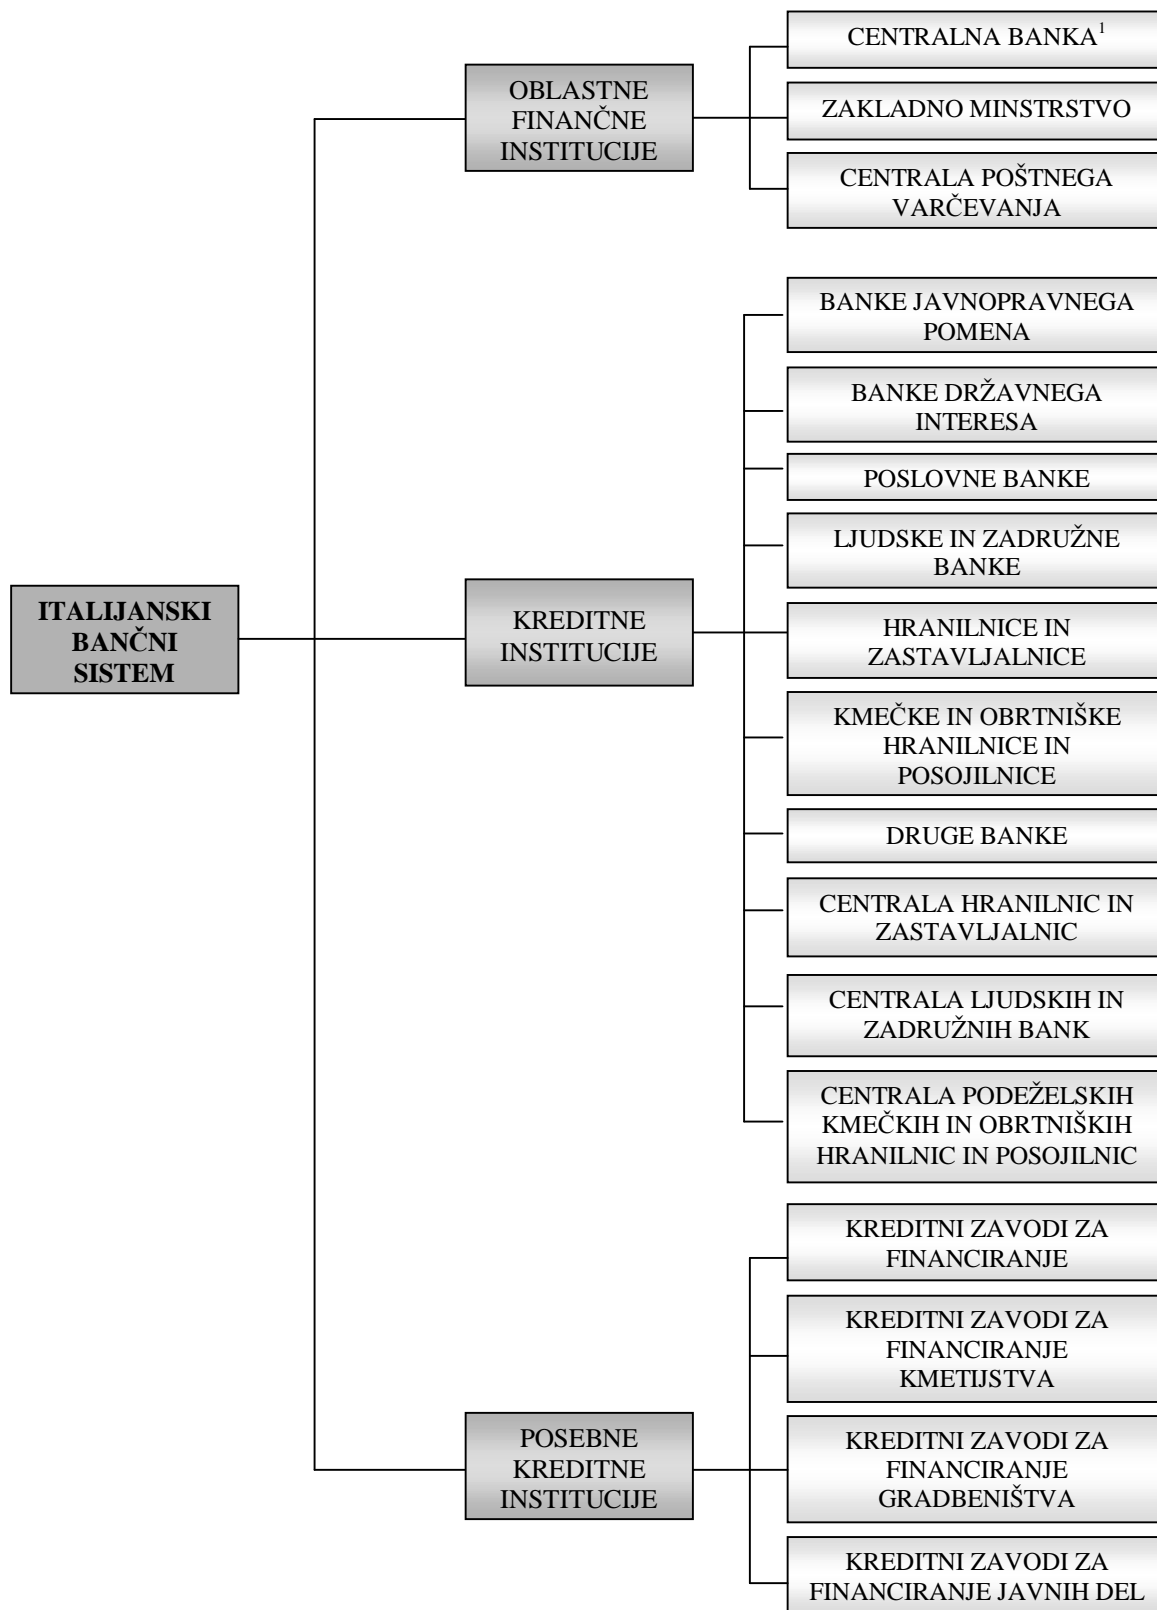 CENTRALNA BANKA¹
OBLASTNE
FINANČNE
INSTITUCIJE
ZAKLADNO MINSTRSTVO
CENTRALA POŠTNEGA
VARČEVANJA
BANKE JAVNOPRAVNEGA
POMENA
BANKE DRŽAVNEGA
INTERESA
POSLOVNE BANKE
LJUDSKE IN ZADRUŽNE
BANKE
ITALIJANSKI
BANČNI
SISTEM
KREDITNE
INSTITUCIJE
HRANILNICE IN
ZASTAVLJALNICE
KMEČKE IN OBRTNIŠKE
HRANILNICE IN
POSOJILNICE
DRUGE BANKE
CENTRALA HRANILNIC IN
ZASTAVLJALNIC
CENTRALA LJUDSKIH IN
ZADRUŽNIH BANK
CENTRALA PODEŽELSKIH
KMEČKIH IN OBRTNIŠKIH
HRANILNIC IN POSOJILNIC
KREDITNI ZAVODI ZA
FINANCIRANJE
KREDITNI ZAVODI ZA
FINANCIRANJE
KMETIJSTVA
POSEBNE
KREDITNE
INSTITUCIJE
KREDITNI ZAVODI ZA
FINANCIRANJE
GRADBENIŠTVA
KREDITNI ZAVODI ZA
FINANCIRANJE JAVNIH DEL